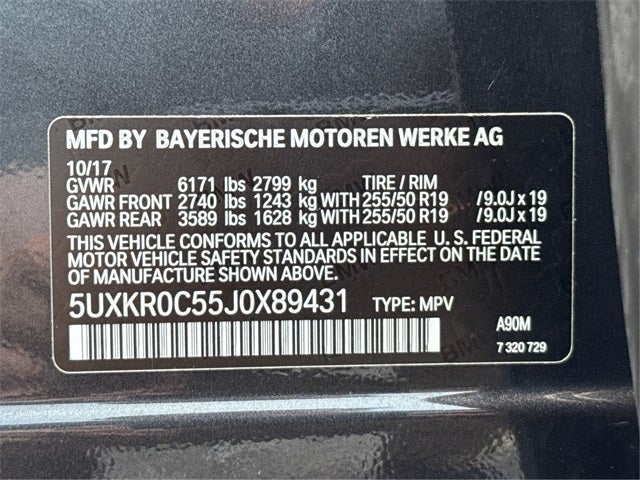 MFD BY BAYERISCHE MOTOREN WERKE AG
10/17
GVWR 6171 lbs 2799 kg TIRE / RIM
GAWR FRONT 2740 lbs 1243 kg WITH 255/50 R19 /9.0J x 19
GAWR REAR 3589 lbs 1628 kg WITH 255/50 R19 /9.0J x 19
THIS VEHICLE CONFORMS TO ALL APPLICABLE U. S. FEDERAL
MOTOR VEHICLE SAFETY STANDARDS IN EFFECT ON THE DATE
OF MANUFACTURE SHOWN ABOVE.
5UXKR0C55J0X89431 TYPE: MPV
A90M
7 320 729